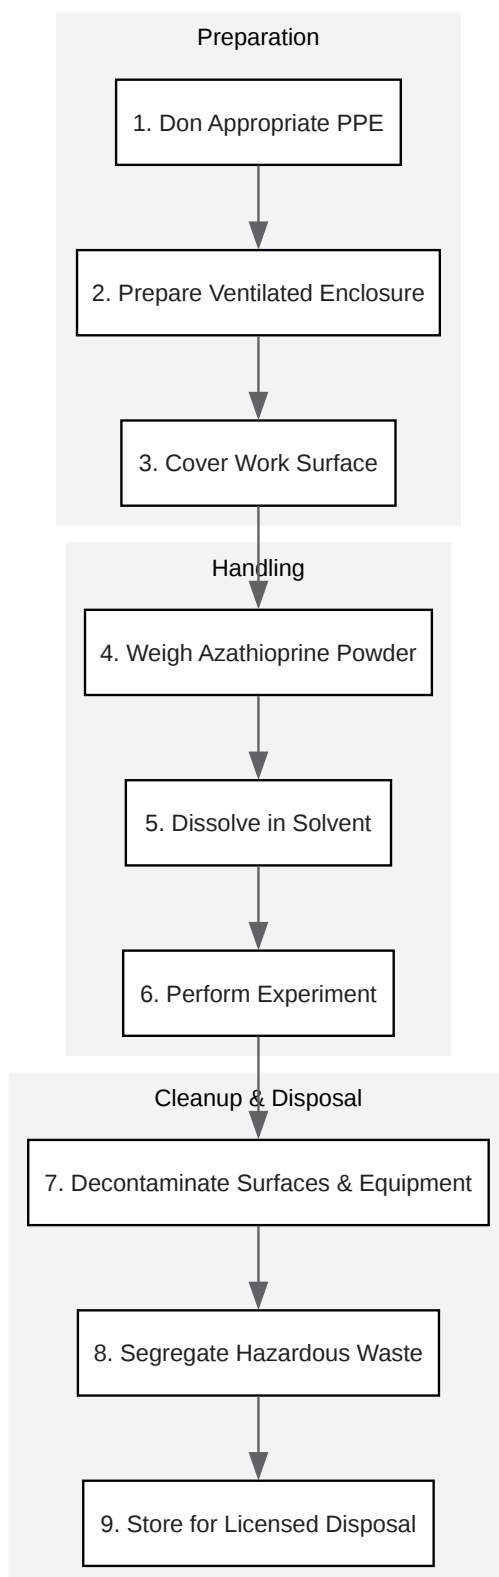 Preparation
1. Don Appropriate PPE
2. Prepare Ventilated Enclosure
3. Cover Work Surface
Handling
4. Weigh Azathioprine Powder
5. Dissolve in Solvent
6. Perform Experiment
Cleanup & Disposal
7. Decontaminate Surfaces & Equipment
8. Segregate Hazardous Waste
9. Store for Licensed Disposal